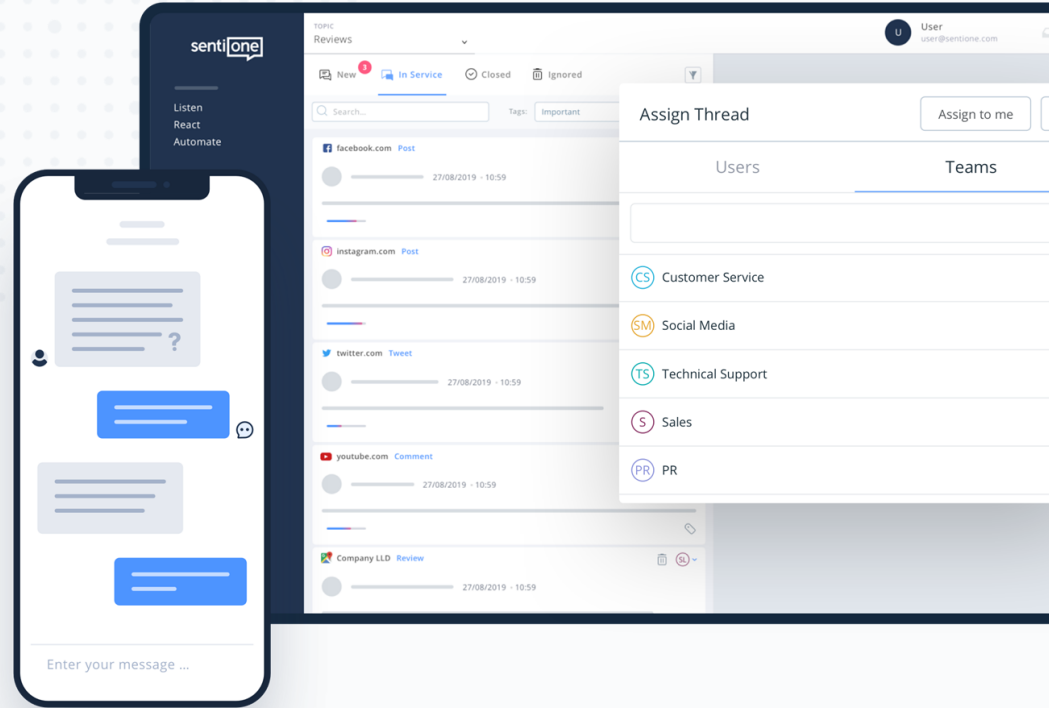 sentione
Listen
React
Automate
TOPIC
Reviews
U
User
user@sentione.com
New
3
In Service
Closed
Ignored
Search...
Tags:
Important
facebook.com Post
27/08/2019 - 10:59
instagram.com Post
27/08/2019 - 10:59
twitter.com Tweet
27/08/2019 - 10:59
youtube.com Comment
27/08/2019 - 10:59
Company LLD Review
SL
27/08/2019 - 10:59
Assign Thread
Assign to me
Users
Teams
CS Customer Service
SM Social Media
TS Technical Support
S Sales
PR PR
?
Enter your message ...